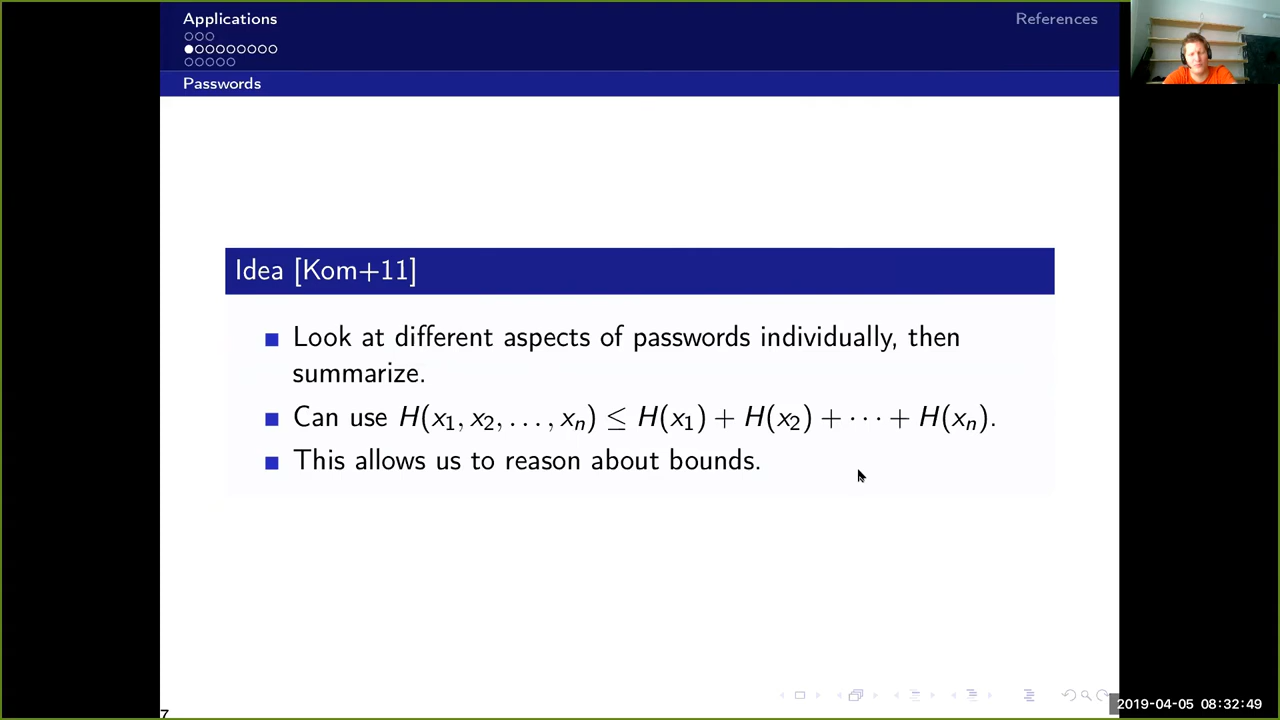 Applications
References
Passwords
Idea [Kom+11]
Look at different aspects of passwords individually, then
summarize.
Can use H(x₁, x₂, . . . , xₙ) ≤ H(x₁) + H(x₂) + · · · + H(xₙ).
This allows us to reason about bounds.
7
2019-04-05 08:32:49